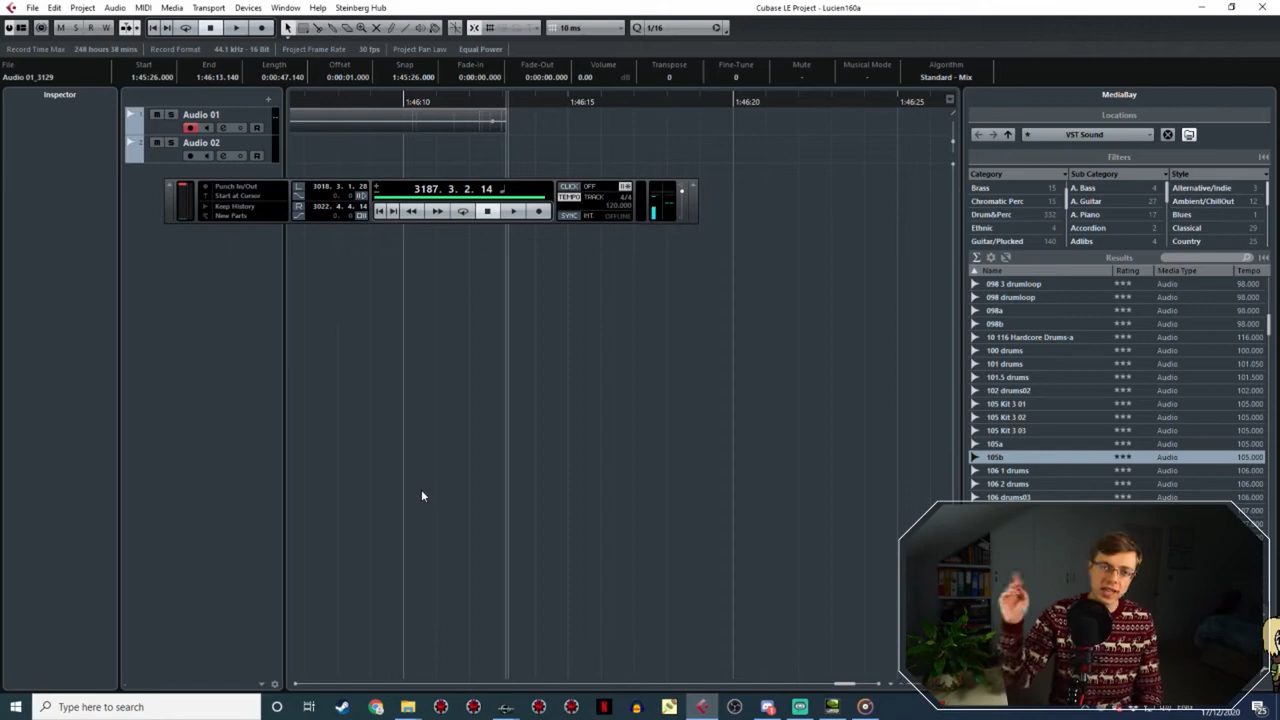 Cubase LE Project - Lucien160a
File Edit Project Audio MIDI Media Transport Devices Window Help Steinberg Hub
M S R W 10 ms 1/16
Record Time Max 248 hours 38 mins Record Format 44.1 kHz - 16 Bit Project Frame Rate 30 fps Project Pan Law Equal Power
File Start End Length Offset Snap Fade-In Fade-Out Volume Transpose Fine-Tune Mute Musical Mode Algorithm
Audio 01_3129 1:45:26.000 1:46:13.140 0:00:47.140 0:00:01.000 1:45:26.000 0:00:00.000 0:00:00.000 0.00 dB 0 0 - - Standard - Mix
Inspector
1:46:10 1:46:15 1:46:20 1:46:25
1 Audio 01
R
2 Audio 02
R
Punch In/Out
Start at Cursor
Keep History
New Parts
L 3018. 3. 1. 28
0. 0.
R 3022. 4. 4. 14
0. 0.
3187. 3. 2. 14
CLICK OFF
TEMPO TRACK 4/4
120.000
SYNC INT. OFFLINE
MediaBay
Locations
VST Sound
Filters
Category Sub Category Style
Brass 15 A. Bass 4 Alternative/Indie 3
Chromatic Perc 15 A. Guitar 27 Ambient/ChillOut 12
Drum&Perc 332 A. Piano 17 Blues 1
Ethnic 4 Accordion 2 Classical 29
Guitar/Plucked 140 Adlibs 4 Country 25
Results
Name Rating Media Type Tempo
098 3 drumloop *** Audio 98.000
098 drumloop *** Audio 98.000
098a *** Audio 98.000
098b *** Audio 98.000
10 116 Hardcore Drums-a *** Audio 116.000
100 drums *** Audio 100.000
101 drums *** Audio 101.050
101.5 drums *** Audio 101.500
102 drums02 *** Audio 102.000
105 Kit 3 01 *** Audio 105.000
105 Kit 3 02 *** Audio 105.000
105 Kit 3 03 *** Audio 105.000
105a *** Audio 105.000
105b *** Audio 105.000
106 1 drums *** Audio 106.000
106 2 drums *** Audio 106.000
106 drums03 *** Audio 106.000
Type here to search
17/12/2020